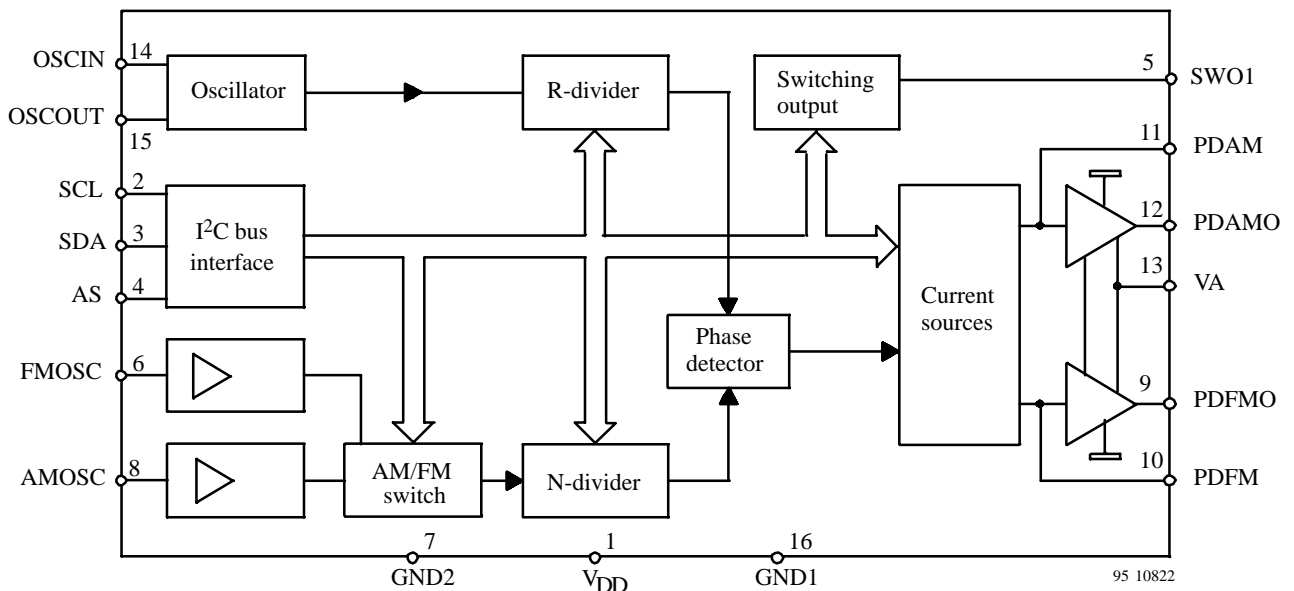 OSCIN
14
Oscillator
R-divider
Switching
output
5
SWO1
OSCOUT
15
11
PDAM
SCL
2
I²C bus
interface
SDA
3
AS
4
12
PDAMO
13
VA
Current
sources
Phase
detector
FMOSC
6
9
PDFMO
AMOSC
8
AM/FM
switch
N-divider
10
PDFM
7
GND2
1
VDD
16
GND1
95 10822